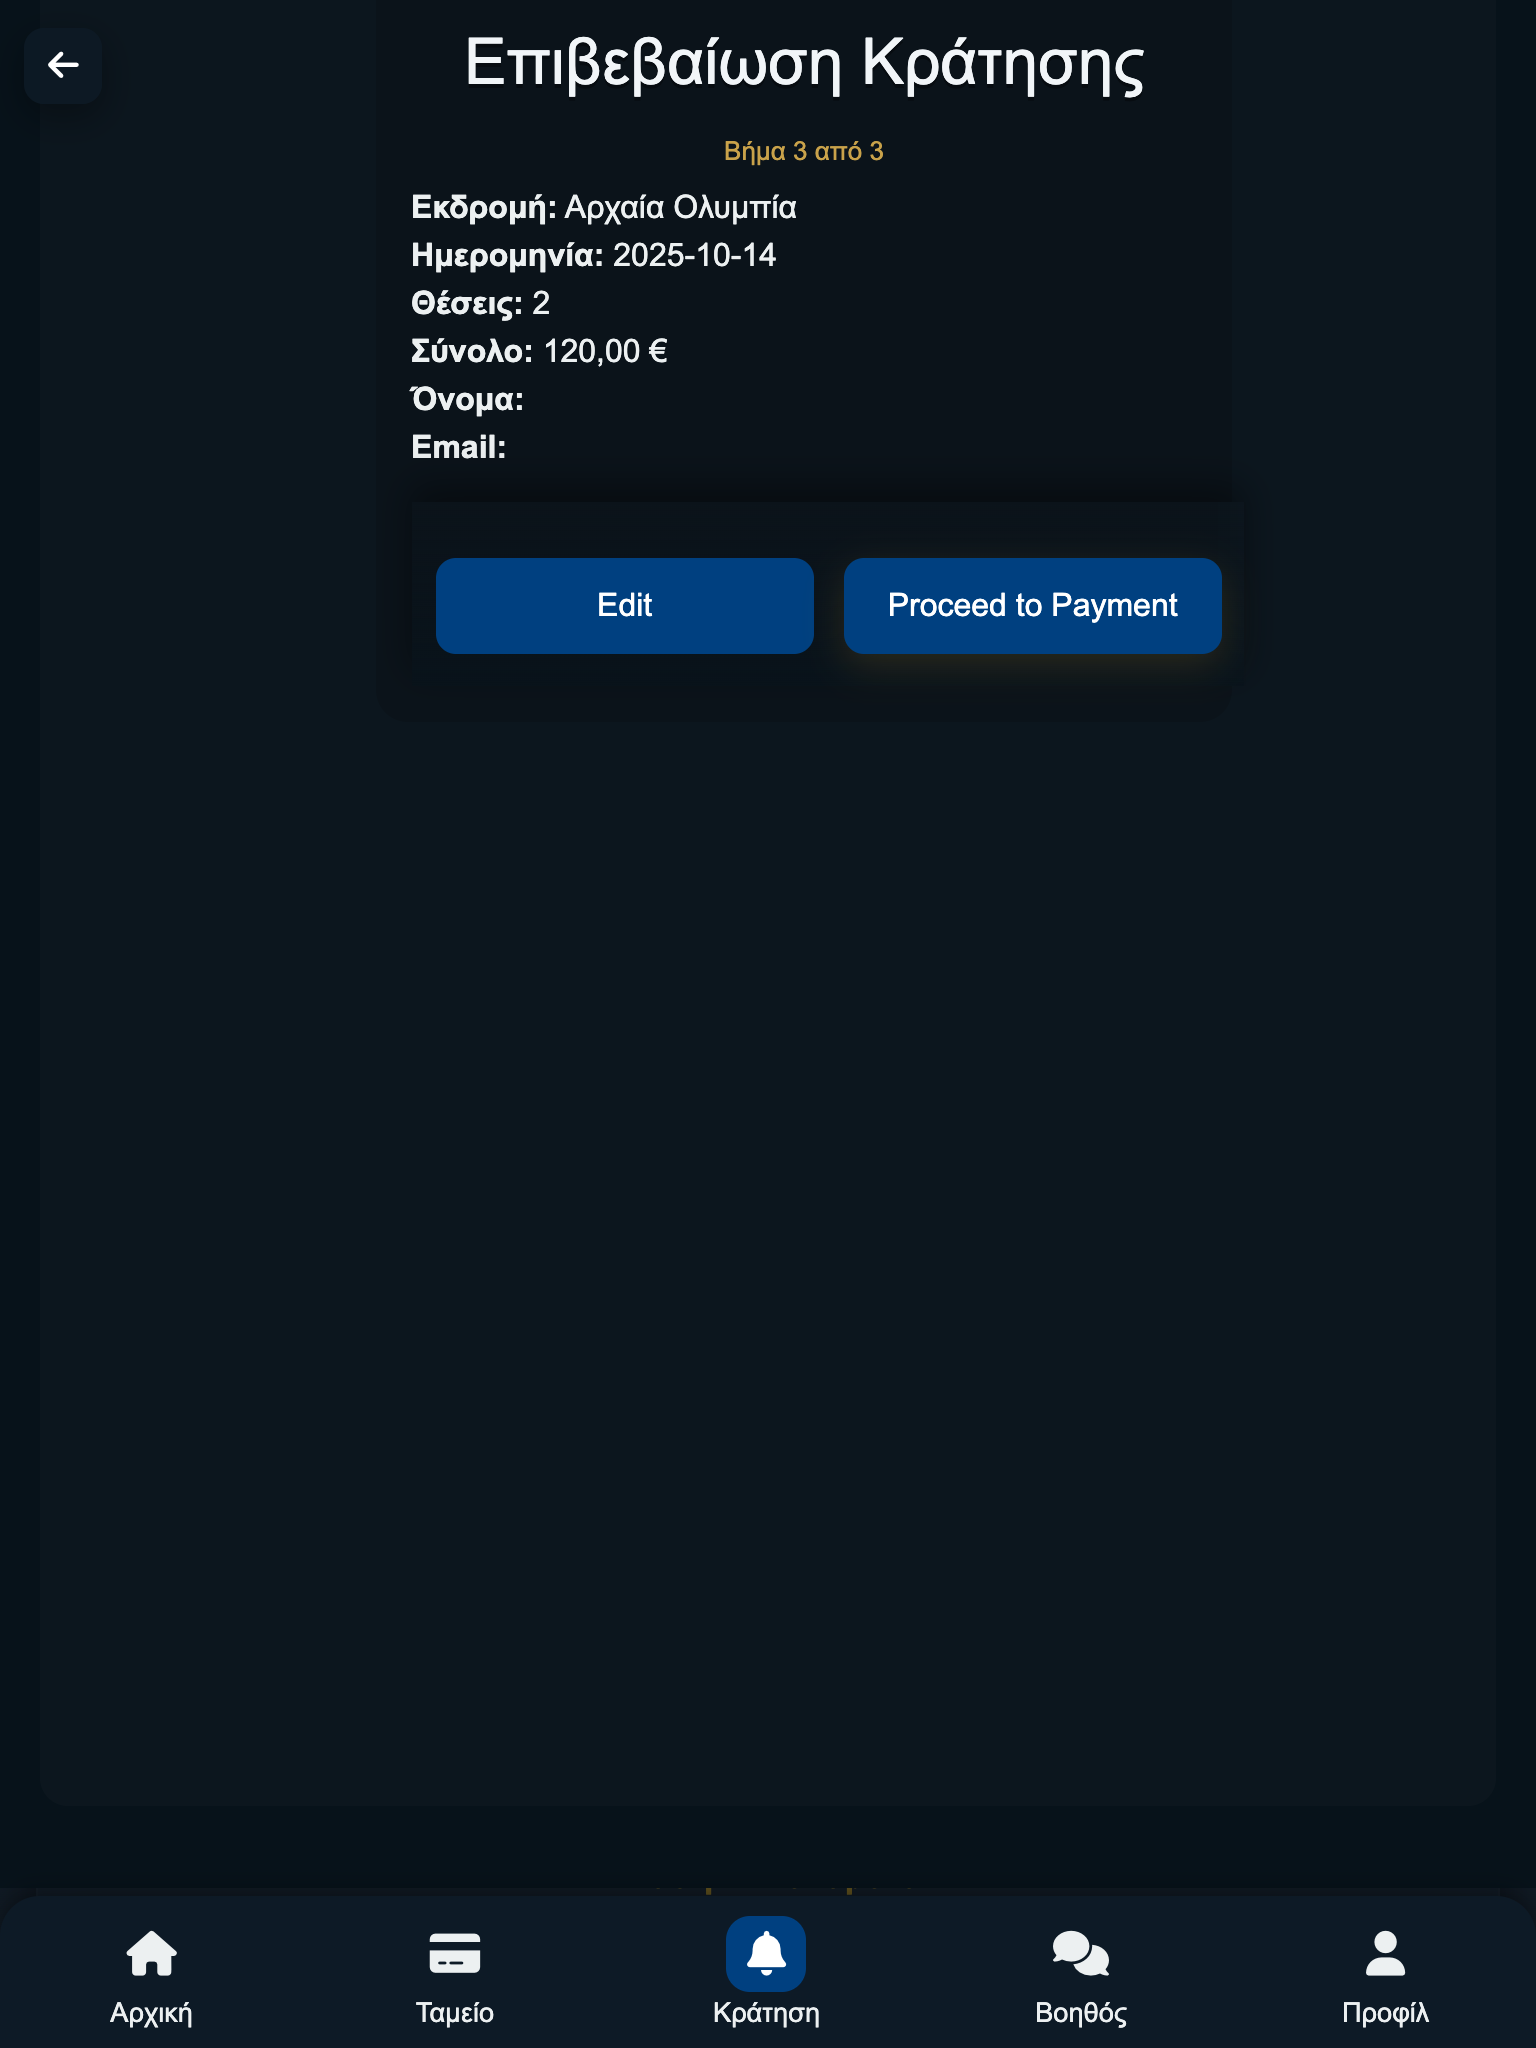 Επιβεβαίωση Κράτησης
Βήμα 3 από 3
Εκδρομή: Αρχαία Ολυμπία
Ημερομηνία: 2025-10-14
Θέσεις: 2
Σύνολο: 120,00 €
Όνομα:
Email:
Edit
Proceed to Payment
Αρχική
Ταμείο
Κράτηση
Βοηθός
Προφίλ